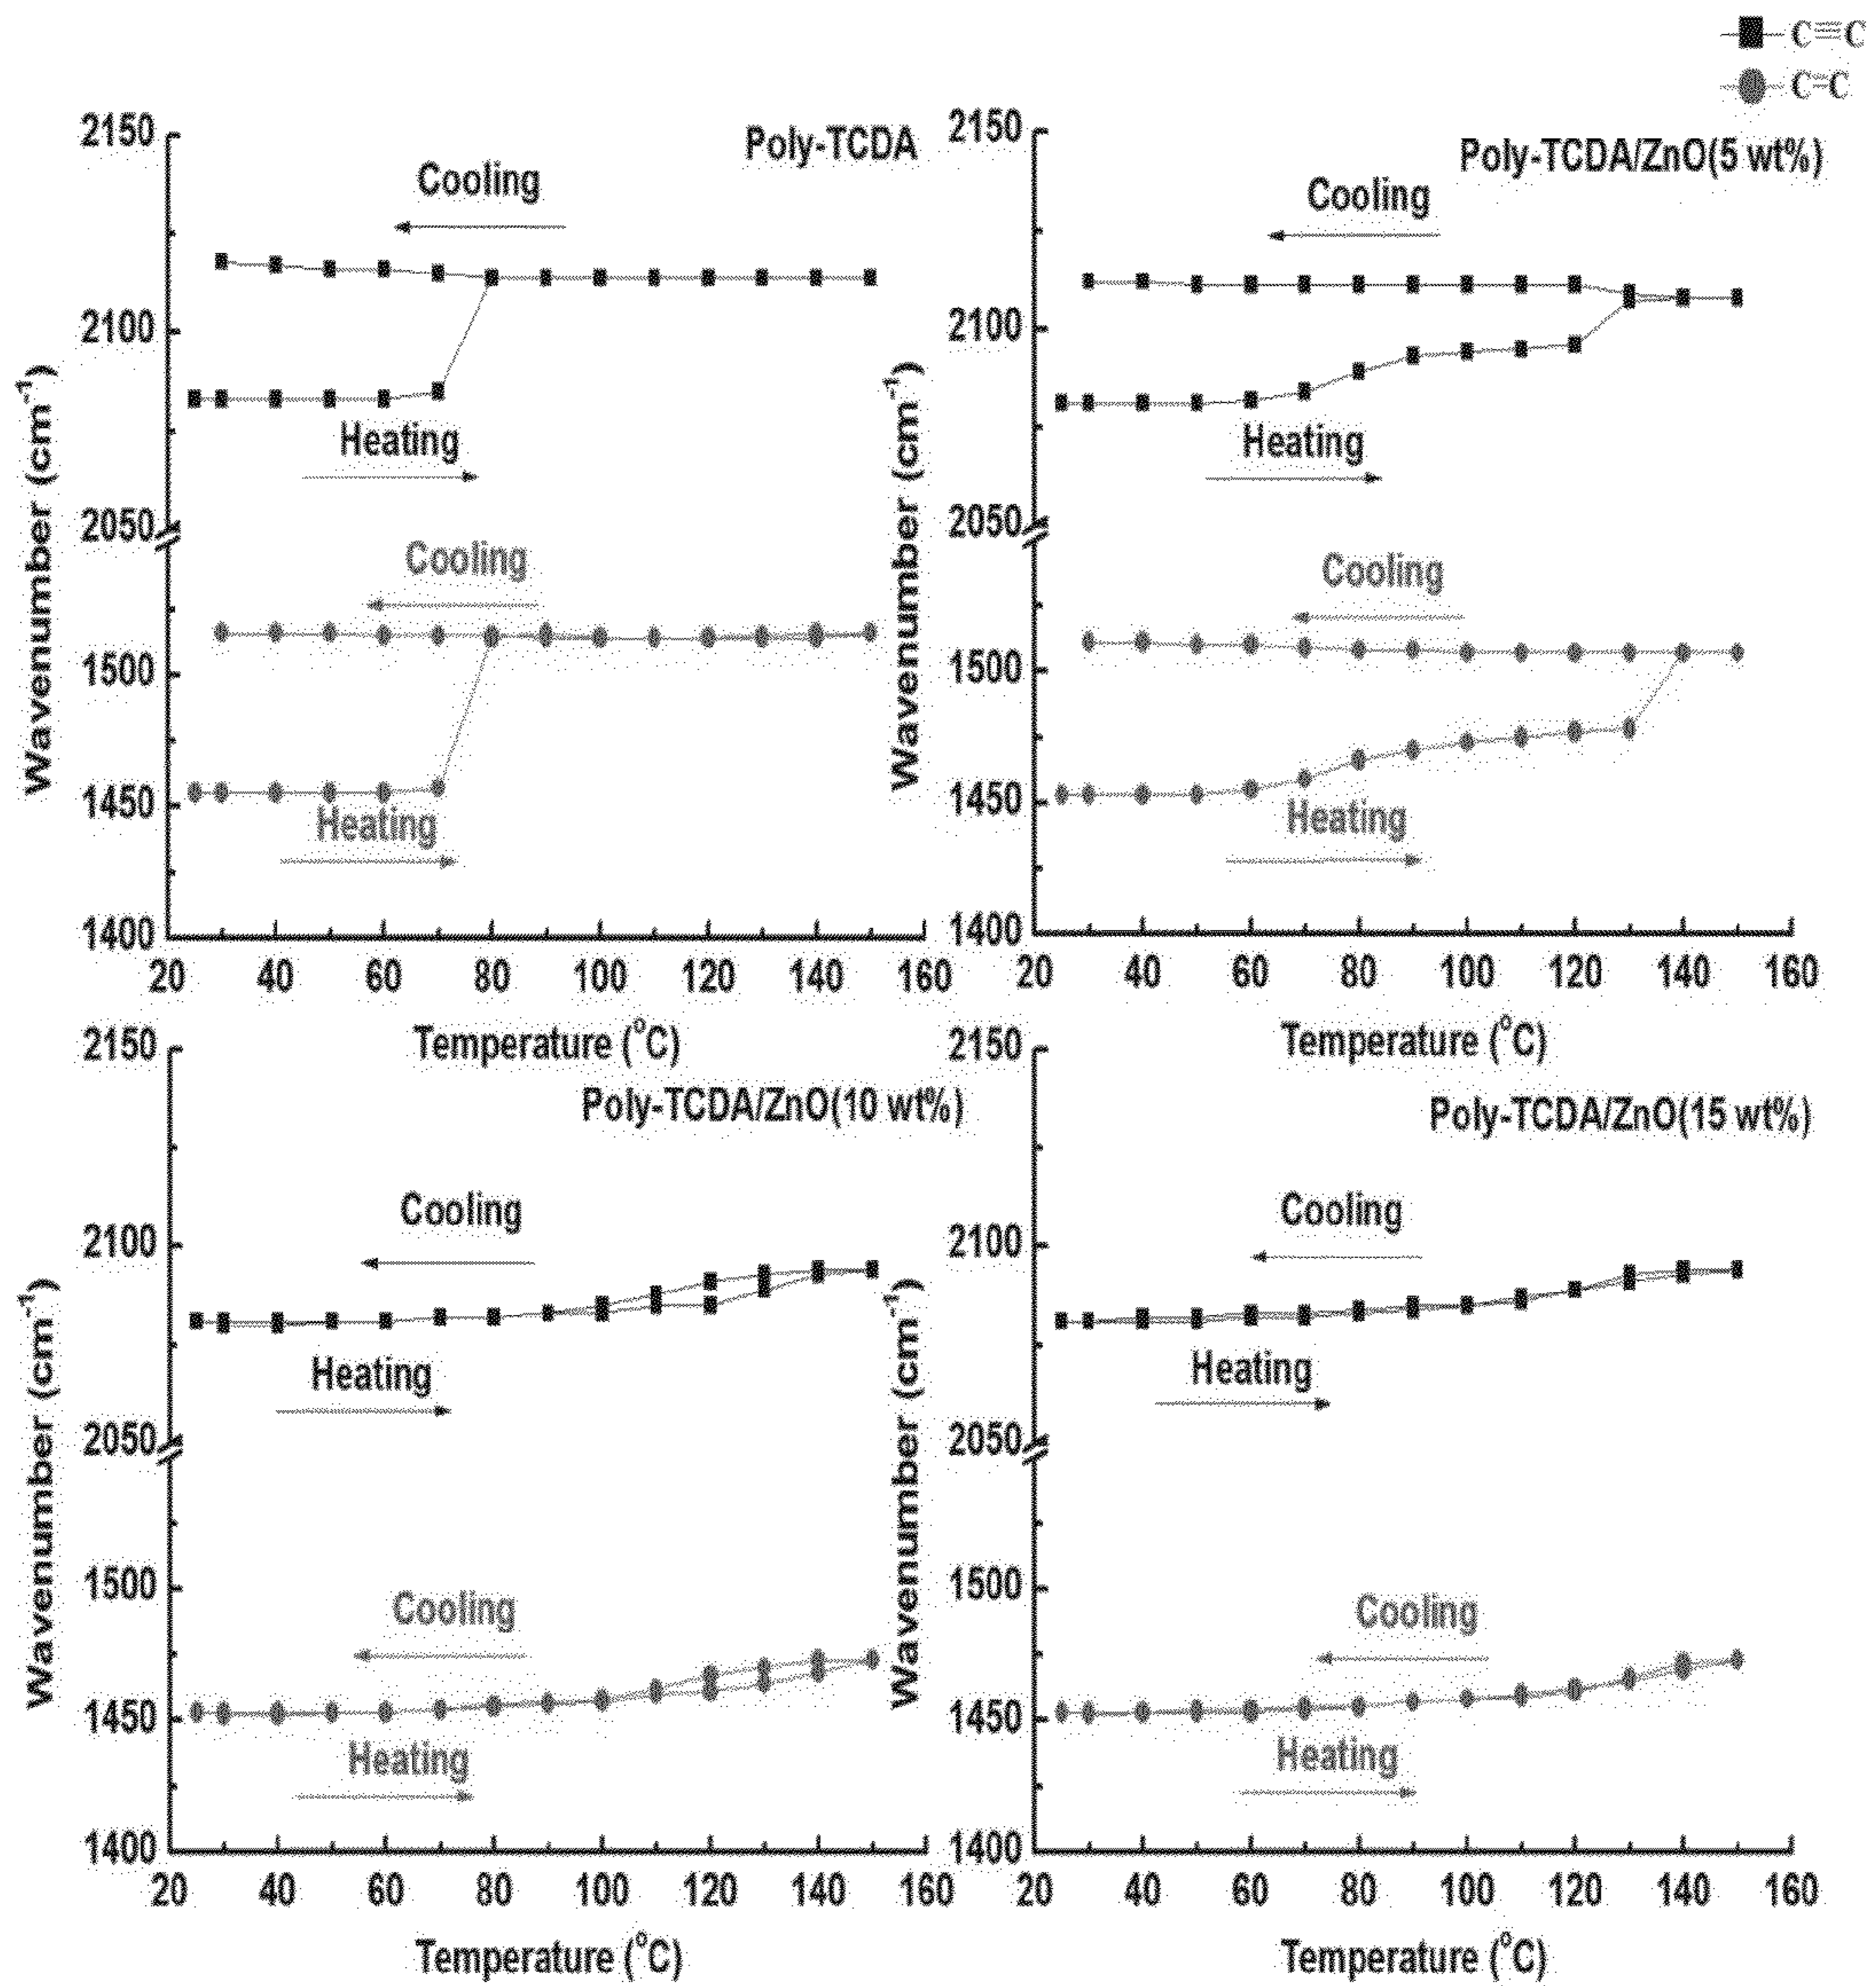 C≡C
C=C
Poly-TCDA
Cooling
Heating
Cooling
Heating
2150
2100
2050
1500
1450
1400
20 40 60 80 100 120 140 160
Wavenumber (cm⁻¹)
Temperature (°C)
Poly-TCDA/ZnO(5 wt%)
Cooling
Heating
Cooling
Heating
2150
2100
2050
1500
1450
1400
20 40 60 80 100 120 140 160
Wavenumber (cm⁻¹)
Temperature (°C)
Poly-TCDA/ZnO(10 wt%)
Cooling
Heating
Cooling
Heating
2150
2100
2050
1500
1450
1400
20 40 60 80 100 120 140 160
Wavenumber (cm⁻¹)
Temperature (°C)
Poly-TCDA/ZnO(15 wt%)
Cooling
Heating
Cooling
Heating
2150
2100
2050
1500
1450
1400
20 40 60 80 100 120 140 160
Wavenumber (cm⁻¹)
Temperature (°C)